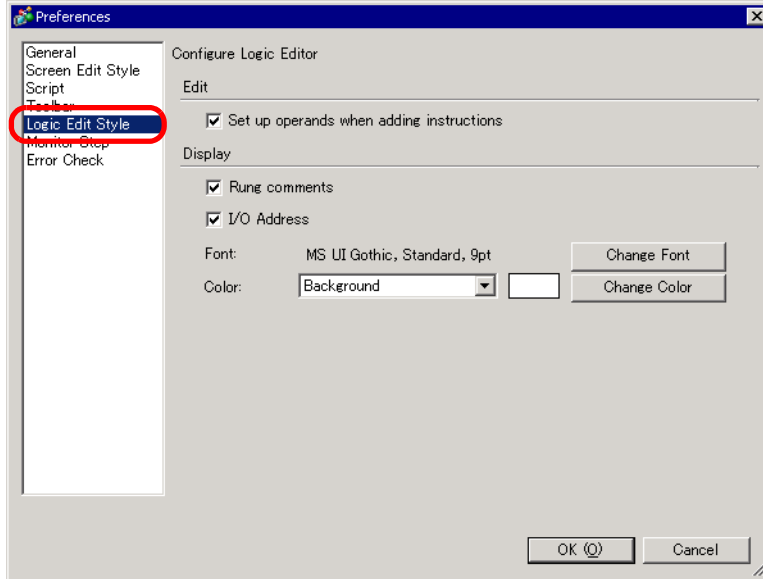 Preferences
General
Screen Edit Style
Script
Toolbar
Logic Edit Style
Monitor Step
Error Check
Configure Logic Editor
Edit
Set up operands when adding instructions
Display
Rung comments
I/O Address
Font: MS UI Gothic, Standard, 9pt Change Font
Color: Background Change Color
OK (O) Cancel